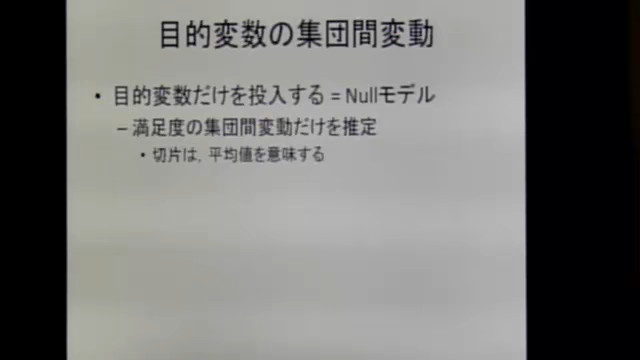 目的変数の集団間変動
• 目的変数だけを投入する = Nullモデル
– 満足度の集団間変動だけを推定
• 切片は，平均値を意味する